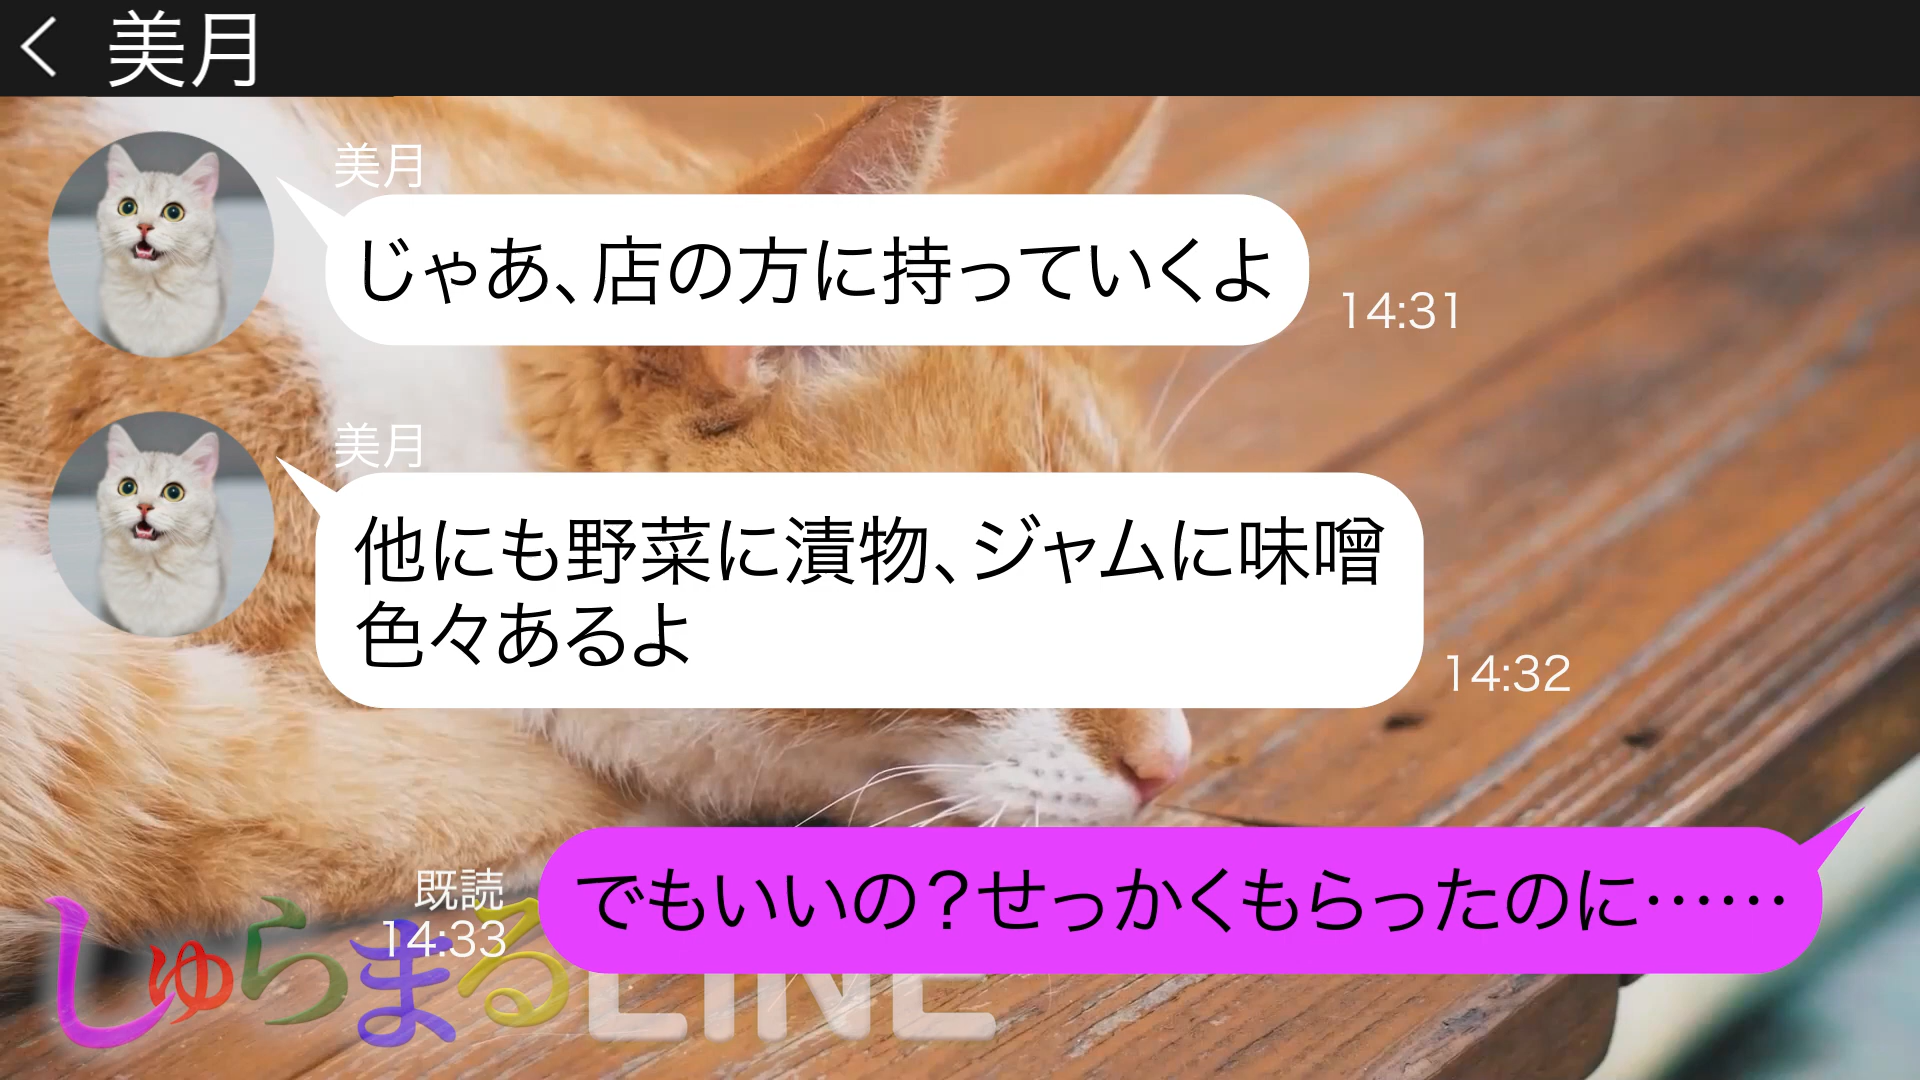 美月
美月
じゃあ、店の方に持っていくよ
14:31
美月
他にも野菜に漬物、ジャムに味噌
色々あるよ
14:32
でもいいの？せっかくもらったのに……
既読
14:33
しゅらまるLINE